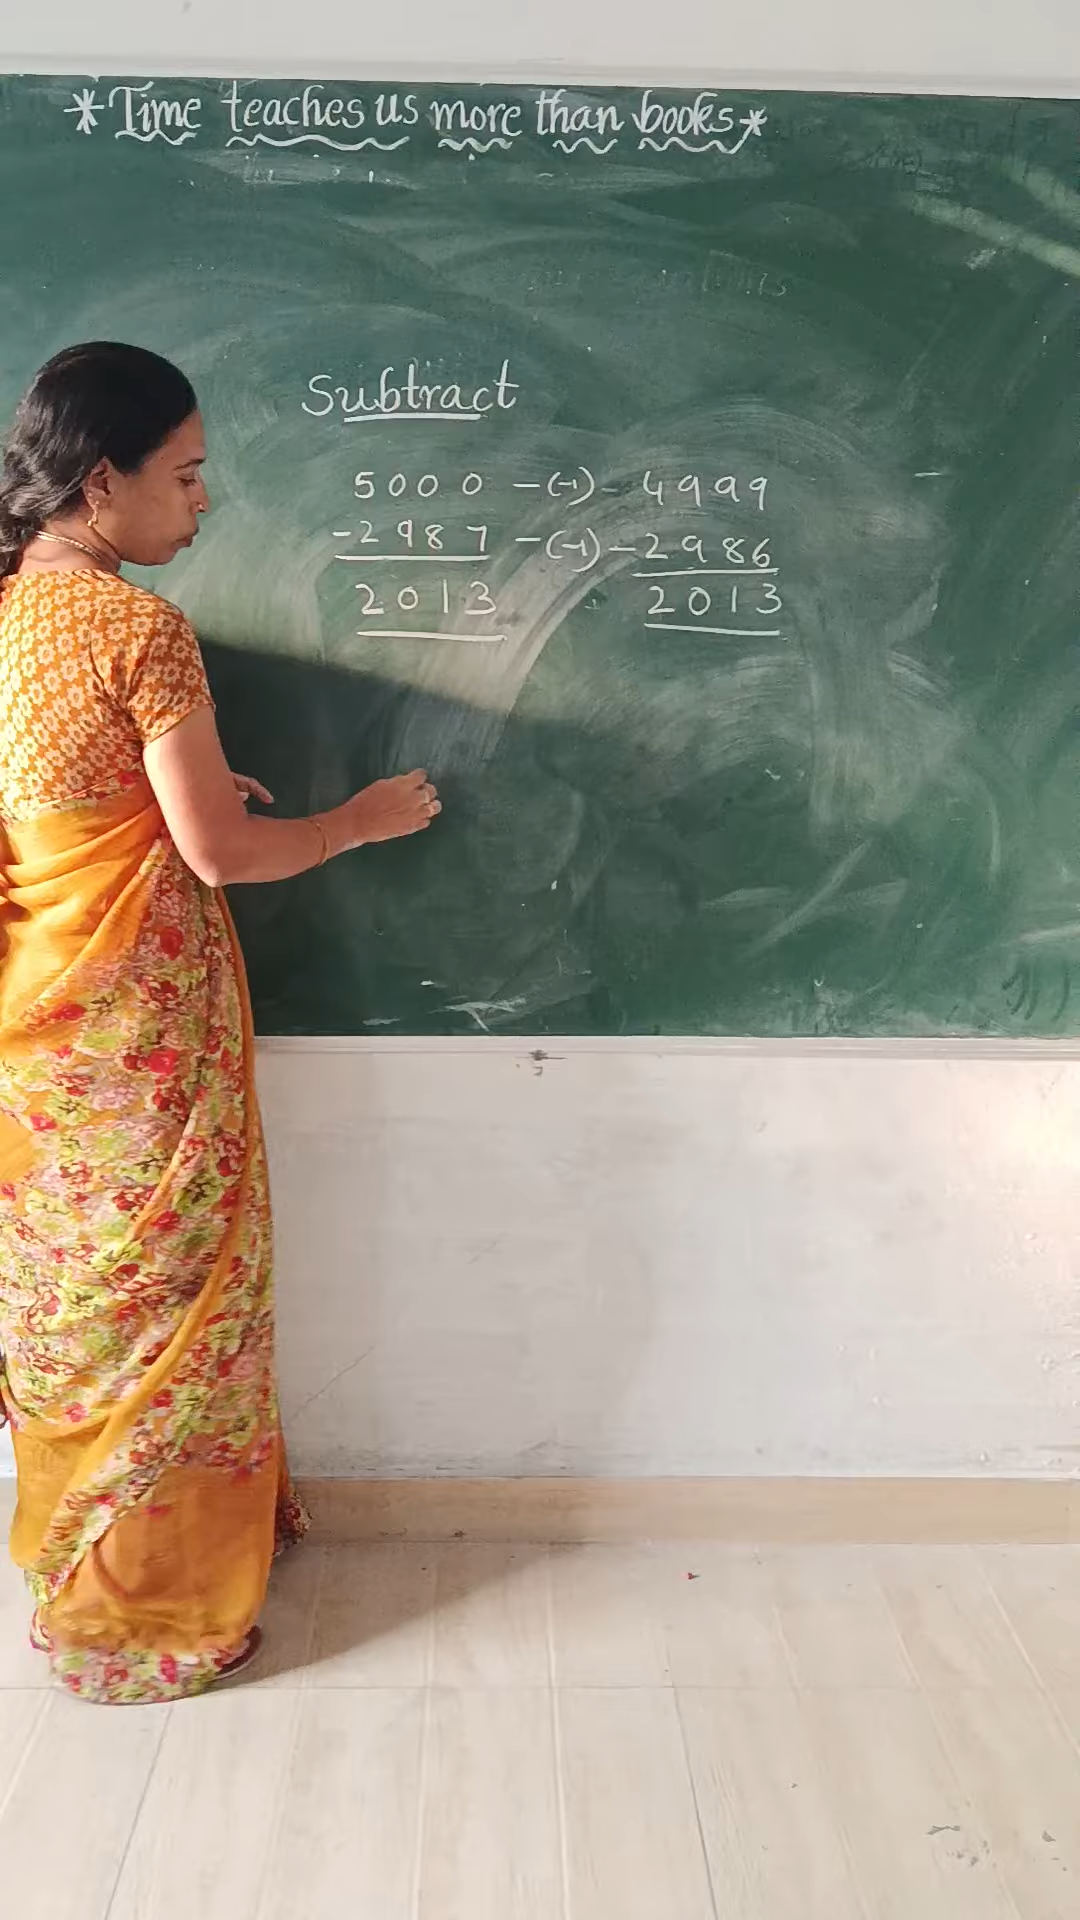 *Time teaches us more than books*
Subtract
5000 -(-1)- 4999
-2987 -(-1)-2986
2013 2013